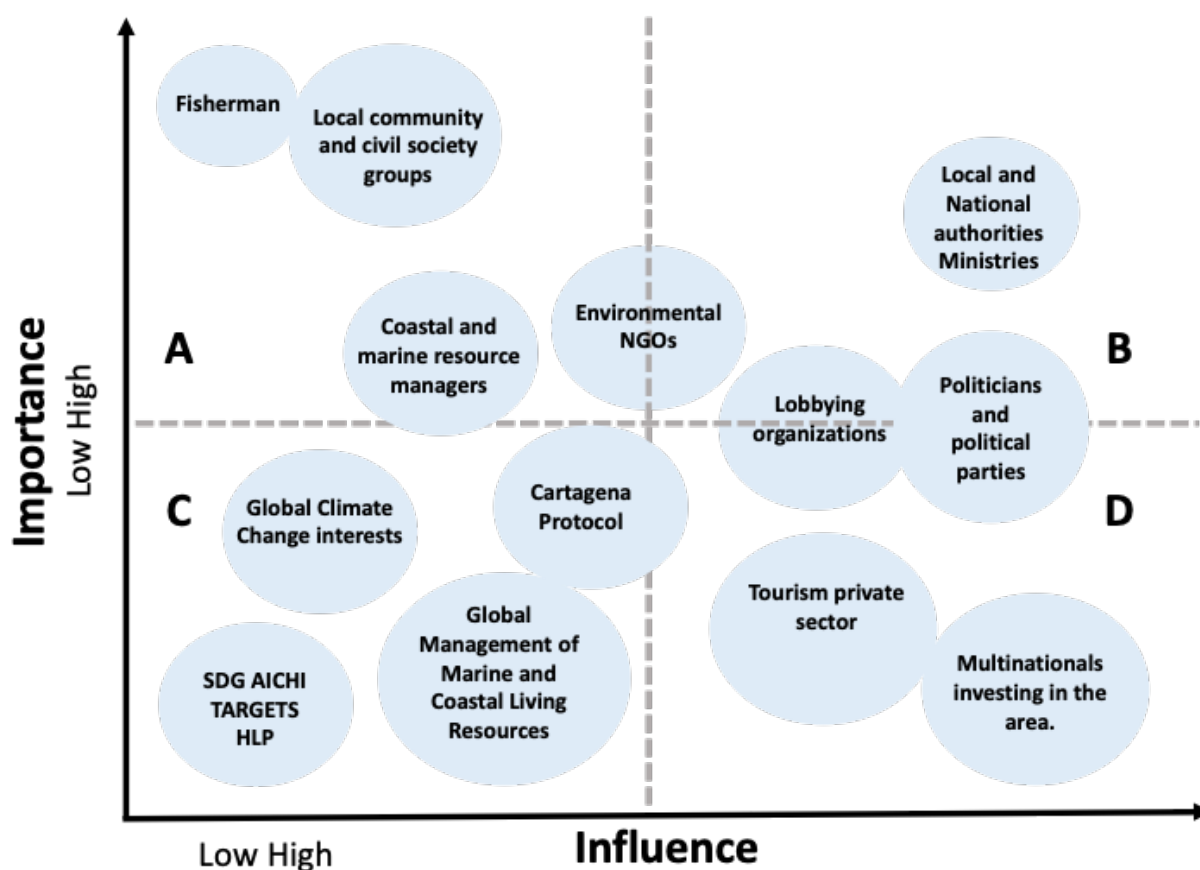 Fisherman
Local community
and civil society
groups
Local and
National
authorities
Ministries
Environmental
NGOs
Coastal and
marine resource
managers
A
B
Politicians
and
political
parties
Lobbying
organizations
Importance
Low High
C
D
Global Climate
Change interests
Cartagena
Protocol
Tourism private
sector
Global
Management of
Marine and
Coastal Living
Resources
Multinationals
investing in the
area.
SDG AICHI
TARGETS
HLP
Low High
Influence